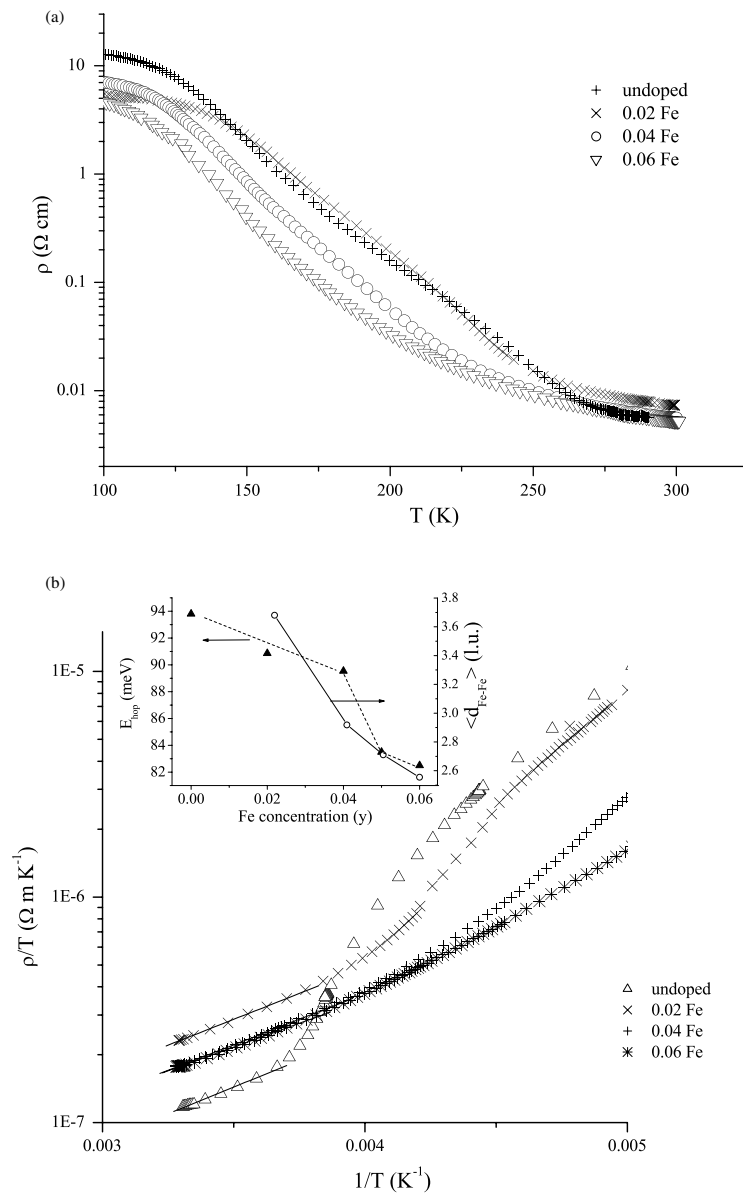 (a)
10
1
0.1
0.01
ρ (Ω cm)
undoped
0.02 Fe
0.04 Fe
0.06 Fe
100
150
200
250
300
T (K)
(b)
94
92
90
88
86
84
82
E_hop (meV)
3.8
3.6
3.4
3.2
3.0
2.8
2.6
<d_Fe-Fe> (l.u.)
0.00
0.02
0.04
0.06
Fe concentration (y)
1E-5
1E-6
1E-7
ρ/T (Ω m K⁻¹)
undoped
0.02 Fe
0.04 Fe
0.06 Fe
0.003
0.004
0.005
1/T (K⁻¹)